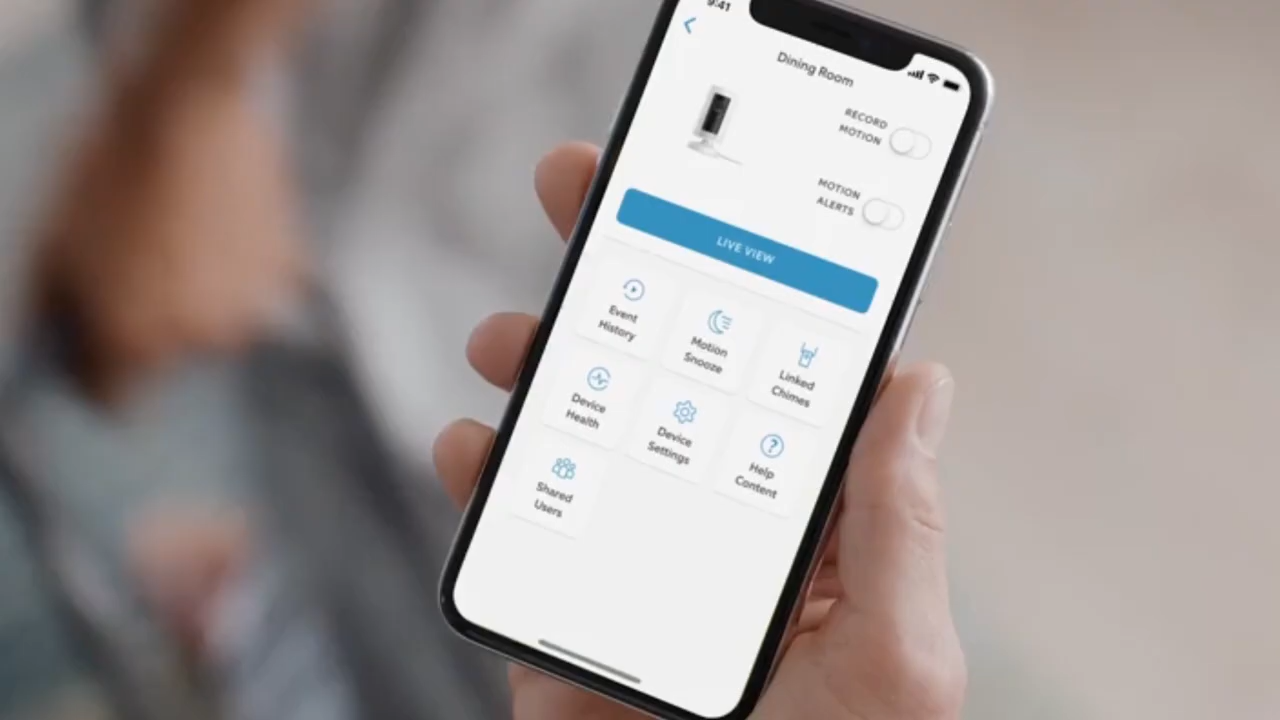 9:41
Dining Room
RECORD
MOTION
MOTION
ALERTS
LIVE VIEW
Event
History
Motion
Snooze
Linked
Chimes
Device
Health
Device
Settings
?
Help
Content
Shared
Users